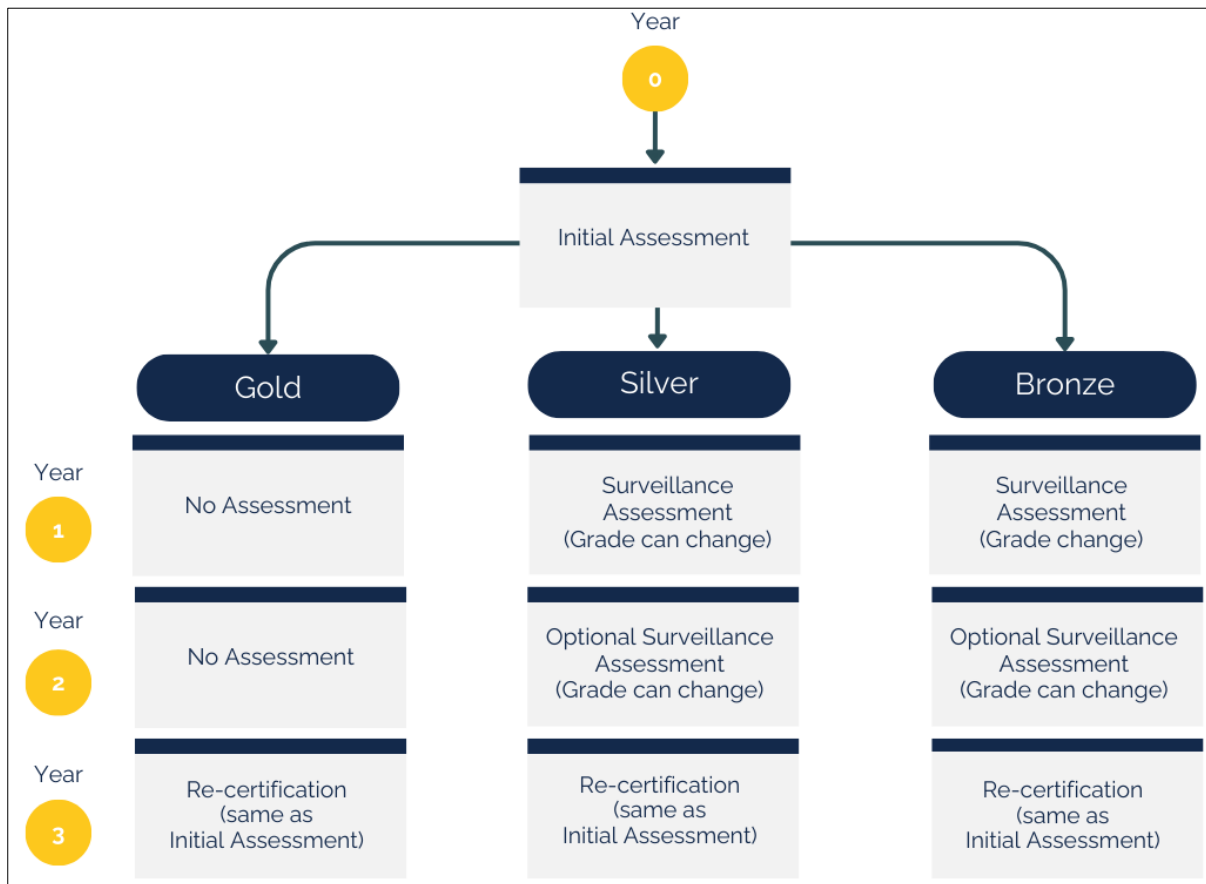 Year
0
Initial Assessment
Gold
Silver
Bronze
Year
1
No Assessment
Surveillance
Assessment
(Grade can change)
Surveillance
Assessment
(Grade change)
Year
2
No Assessment
Optional Surveillance
Assessment
(Grade can change)
Optional Surveillance
Assessment
(Grade can change)
Year
3
Re-certification
(same as
Initial Assessment)
Re-certification
(same as
Initial Assessment)
Re-certification
(same as
Initial Assessment)